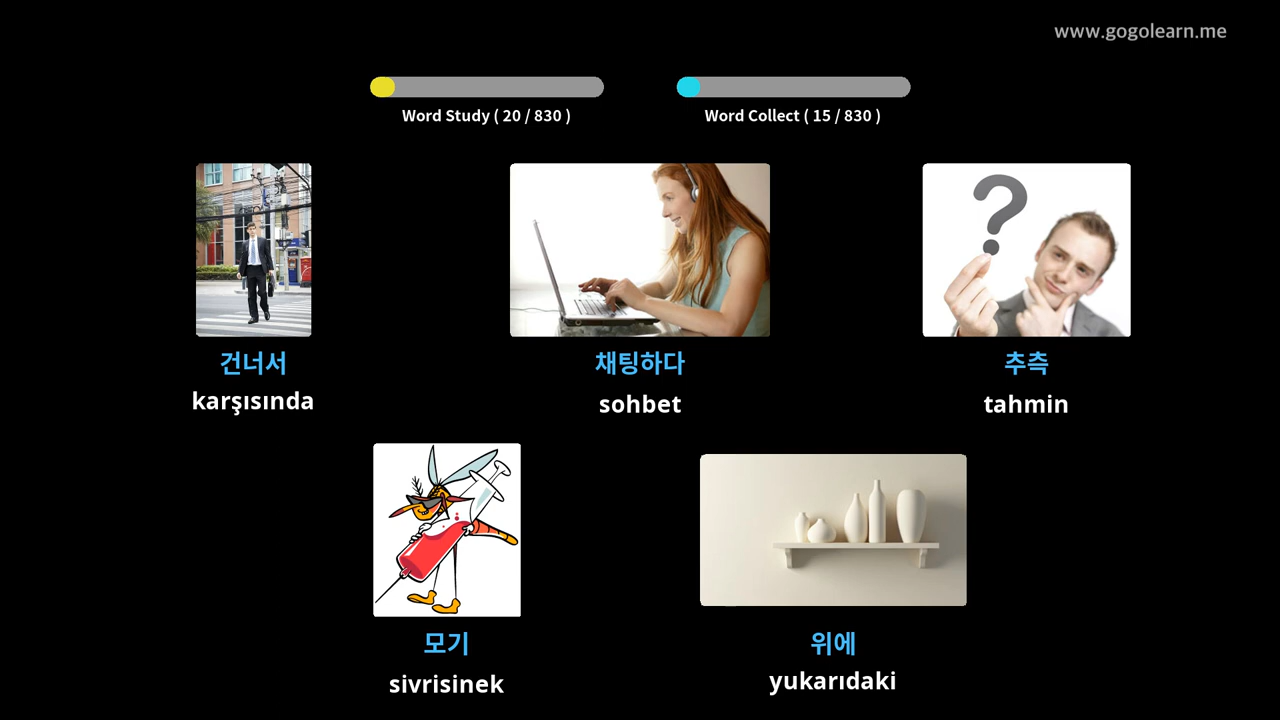 www.gogolearn.me
Word Study ( 20 / 830 )
Word Collect ( 15 / 830 )
건너서
karşısında
채팅하다
sohbet
추측
tahmin
모기
sivrisinek
위에
yukarıdaki